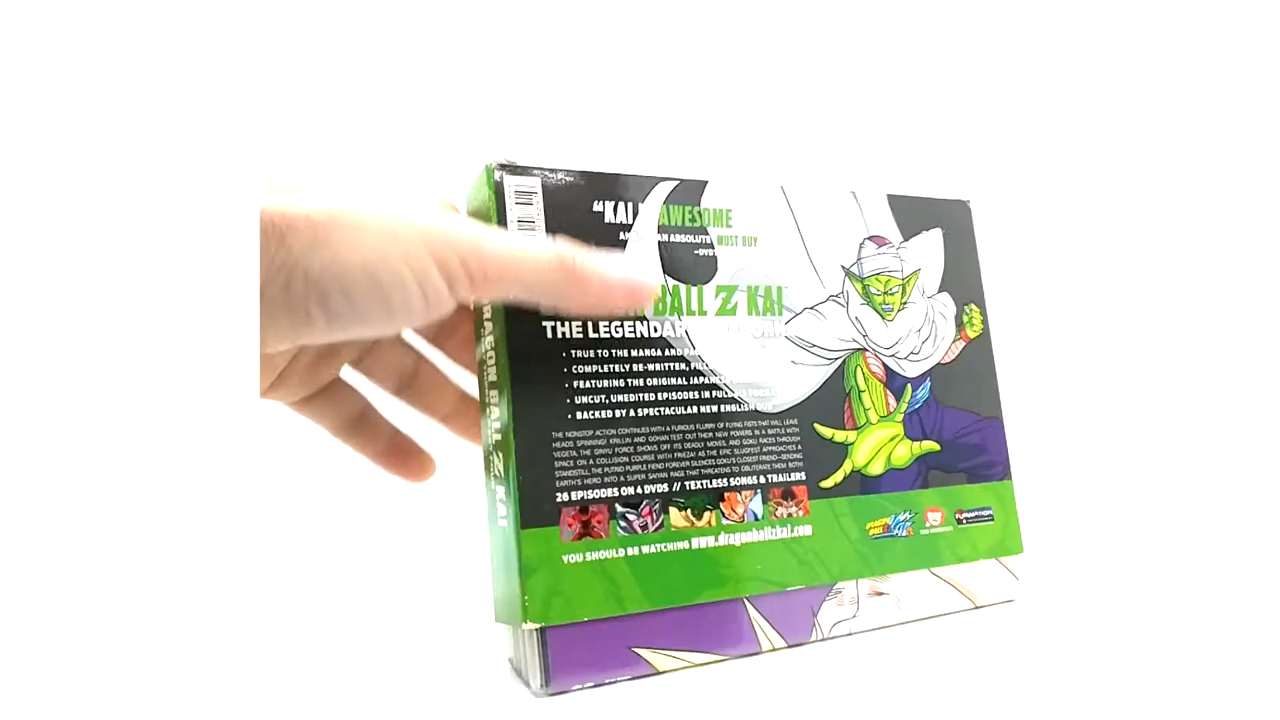 “KAI AWESOME
AN ABSOLUTE MUST BUY
–DVD
BALL Z KAI
THE LEGENDAR
• TRUE TO THE MANGA AND
• COMPLETELY RE-WRITTEN,
• FEATURING THE ORIGINAL
• UNCUT, UNEDITED EPISODES IN FULL
• BACKED BY A SPECTACULAR NEW ENGLISH DUB
THE NONSTOP ACTION CONTINUES WITH A FURIOUS FLURRY OF FLYING FISTS THAT WILL LEAVE
HEADS SPINNING! KRILLIN AND GOHAN TEST OUT THEIR NEW POWERS IN A BATTLE WITH
VEGETA, THE GINYU FORCE SHOWS OFF ITS DEADLY MOVES, AND GOKU RACES THROUGH
SPACE ON A COLLISION COURSE WITH FRIEZA! AS THE EPIC SLUGFEST APPROACHES A
STANDSTILL, THE PUTRID PURPLE FIEND FOREVER SILENCES GOKU'S CLOSEST FRIEND—SENDING
EARTH'S HERO INTO A SUPER SAIYAN RAGE THAT THREATENS TO OBLITERATE THEM BOTH!
26 EPISODES ON 4 DVDS // TEXTLESS SONGS & TRAILERS
YOU SHOULD BE WATCHING www.dragonballzkai.com
DRAGON BALL Z KAI
DRAGON BALL Z KAI
FUNIMATION